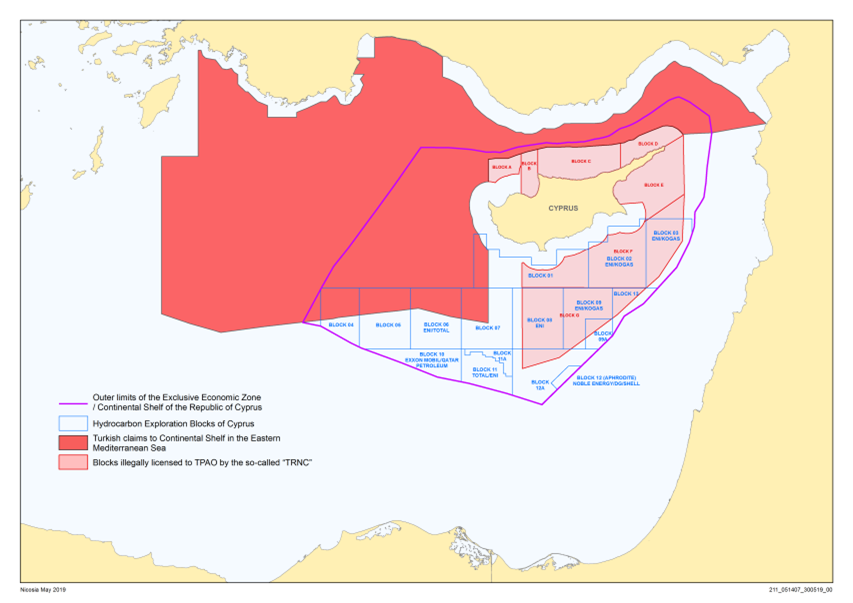 BLOCK D
BLOCK A
BLOCK
B
BLOCK C
BLOCK E
CYPRUS
BLOCK 03
ENI/KOGAS
BLOCK F
BLOCK 02
ENI/KOGAS
BLOCK 01
BLOCK 13
BLOCK 09
ENI/KOGAS
BLOCK G
BLOCK 04
BLOCK 05
BLOCK 06
ENI/TOTAL
BLOCK 07
BLOCK 08
ENI
BLOCK
09A
BLOCK 10
EXXON MOBIL/QATAR
PETROLEUM
BLOCK
11A
BLOCK 11
TOTAL/ENI
BLOCK
12A
BLOCK 12 (APHRODITE)
NOBLE ENERGY/DG/SHELL
Outer limits of the Exclusive Economic Zone
/ Continental Shelf of the Republic of Cyprus
Hydrocarbon Exploration Blocks of Cyprus
Turkish claims to Continental Shelf in the Eastern
Mediterranean Sea
Blocks illegally licensed to TPAO by the so-called “TRNC”
Nicosia May 2019
211_051407_300519_00